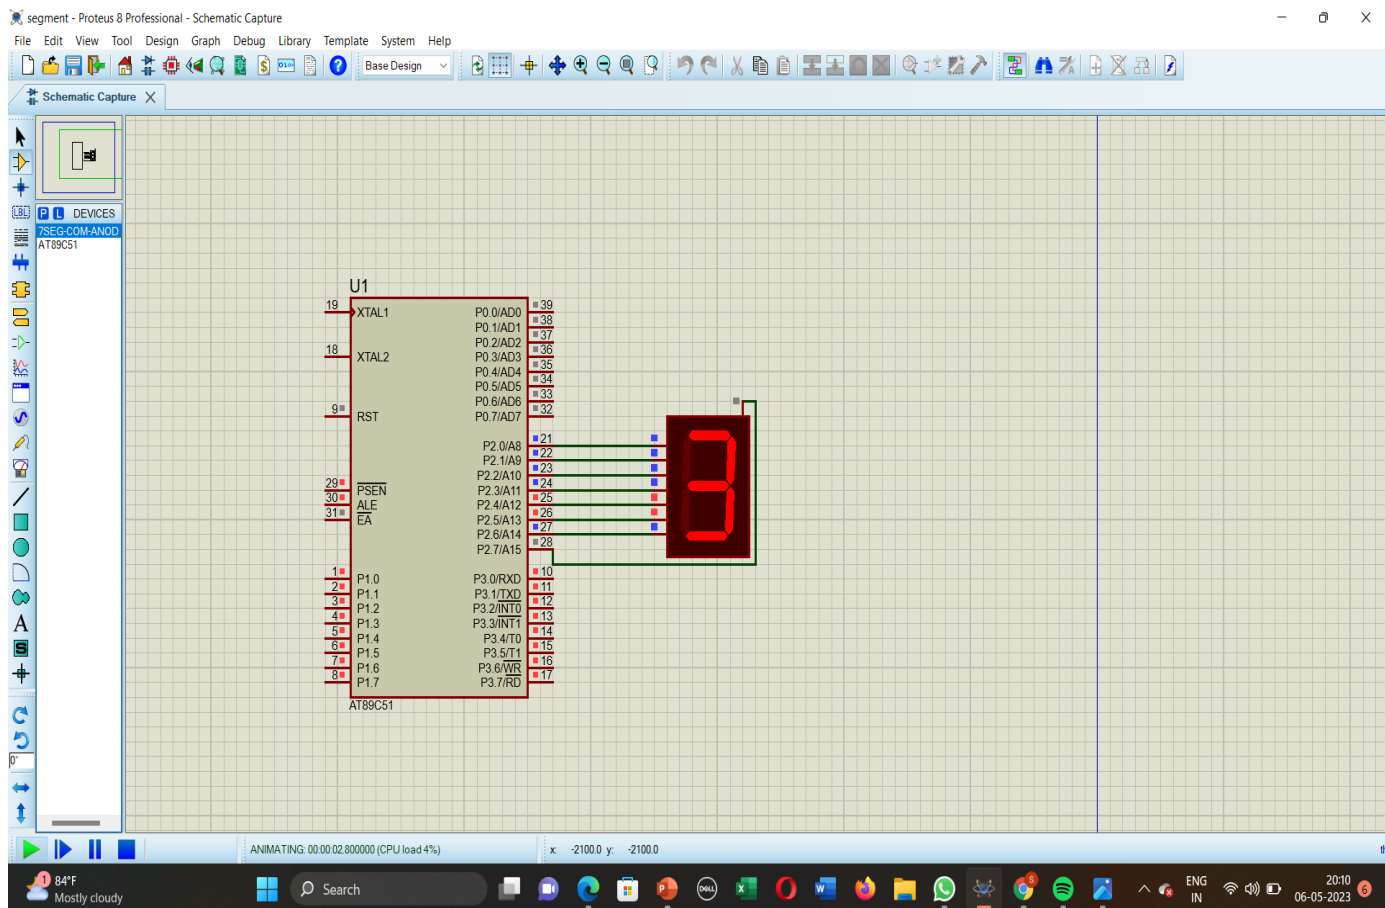 segment - Proteus 8 Professional - Schematic Capture
File Edit View Tool Design Graph Debug Library Template System Help
Base Design
Schematic Capture
LBL
P L DEVICES
7SEG-COM-ANOD
AT89C51
U1
19 XTAL1
18 XTAL2
9 RST
29 PSEN
30 ALE
31 EA
1 P1.0
2 P1.1
3 P1.2
4 P1.3
5 P1.4
6 P1.5
7 P1.6
8 P1.7
P0.0/AD0 39
P0.1/AD1 38
P0.2/AD2 37
P0.3/AD3 36
P0.4/AD4 35
P0.5/AD5 34
P0.6/AD6 33
P0.7/AD7 32
P2.0/A8 21
P2.1/A9 22
P2.2/A10 23
P2.3/A11 24
P2.4/A12 25
P2.5/A13 26
P2.6/A14 27
P2.7/A15 28
P3.0/RXD 10
P3.1/TXD 11
P3.2/INT0 12
P3.3/INT1 13
P3.4/T0 14
P3.5/T1 15
P3.6/WR 16
P3.7/RD 17
AT89C51
3
A
S
0°
ANIMATING: 00:00:02.800000 (CPU load 4%)
x: -2100.0 y: -2100.0
th
1
84°F
Mostly cloudy
Search
DELL
S
ENG
IN
20:10
06-05-2023
6